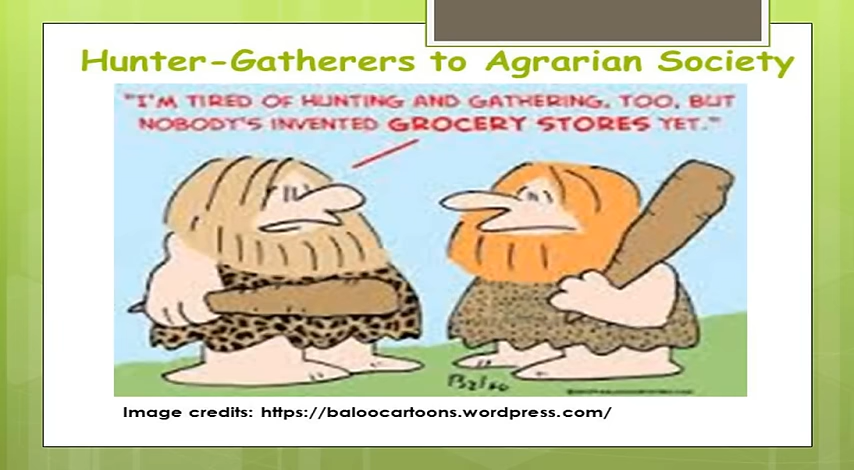 Hunter-Gatherers to Agrarian Society
"I'M TIRED OF HUNTING AND GATHERING, TOO, BUT
NOBODY'S INVENTED GROCERY STORES YET."
Image credits: https://baloocartoons.wordpress.com/